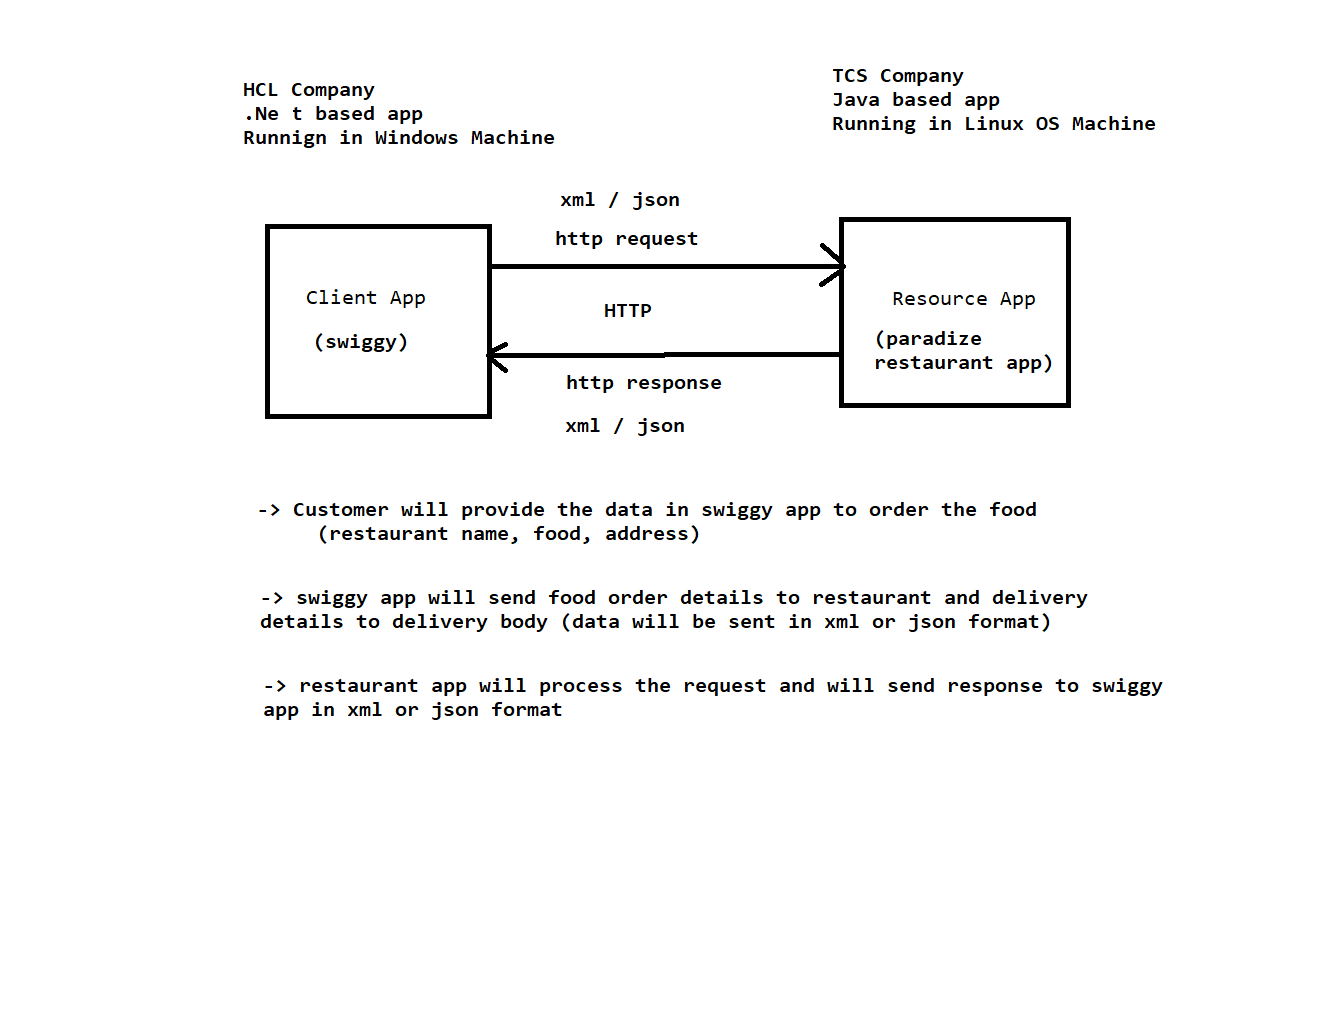 HCL Company
.Ne t based app
Runnign in Windows Machine
TCS Company
Java based app
Running in Linux OS Machine
xml / json
http request
Client App
(swiggy)
HTTP
Resource App
(paradize
restaurant app)
http response
xml / json
-> Customer will provide the data in swiggy app to order the food
(restaurant name, food, address)
-> swiggy app will send food order details to restaurant and delivery
details to delivery body (data will be sent in xml or json format)
-> restaurant app will process the request and will send response to swiggy
app in xml or json format